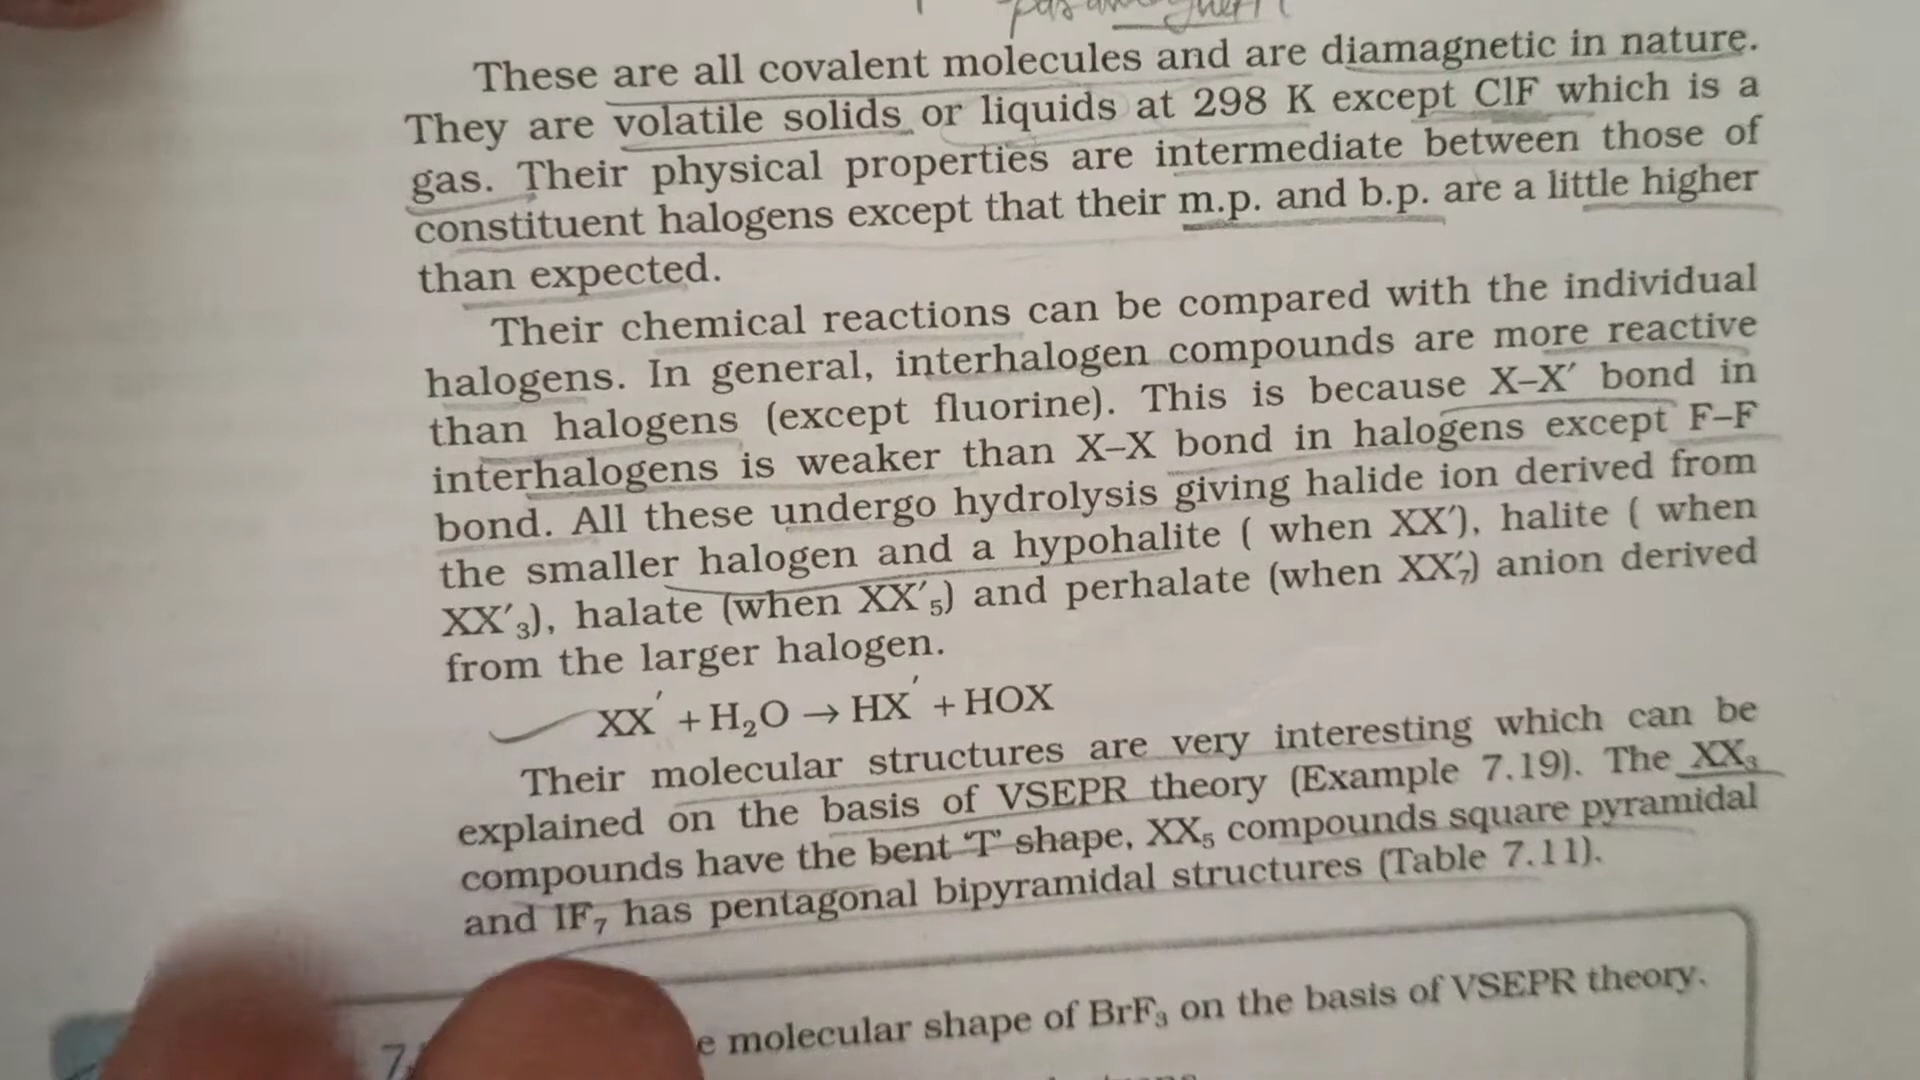 These are all covalent molecules and are diamagnetic in nature.
They are volatile solids or liquids at 298 K except ClF which is a
gas. Their physical properties are intermediate between those of
constituent halogens except that their m.p. and b.p. are a little higher
than expected.
Their chemical reactions can be compared with the individual
halogens. In general, interhalogen compounds are more reactive
than halogens (except fluorine). This is because X–X′ bond in
interhalogens is weaker than X–X bond in halogens except F–F
bond. All these undergo hydrolysis giving halide ion derived from
the smaller halogen and a hypohalite ( when XX′), halite ( when
XX′₃), halate (when XX′₅) and perhalate (when XX′₇) anion derived
from the larger halogen.
XX′ + H₂O → HX′ + HOX
Their molecular structures are very interesting which can be
explained on the basis of VSEPR theory (Example 7.19). The XX₃
compounds have the bent ‘T’ shape, XX₅ compounds square pyramidal
and IF₇ has pentagonal bipyramidal structures (Table 7.11).
molecular shape of BrF₃ on the basis of VSEPR theory.